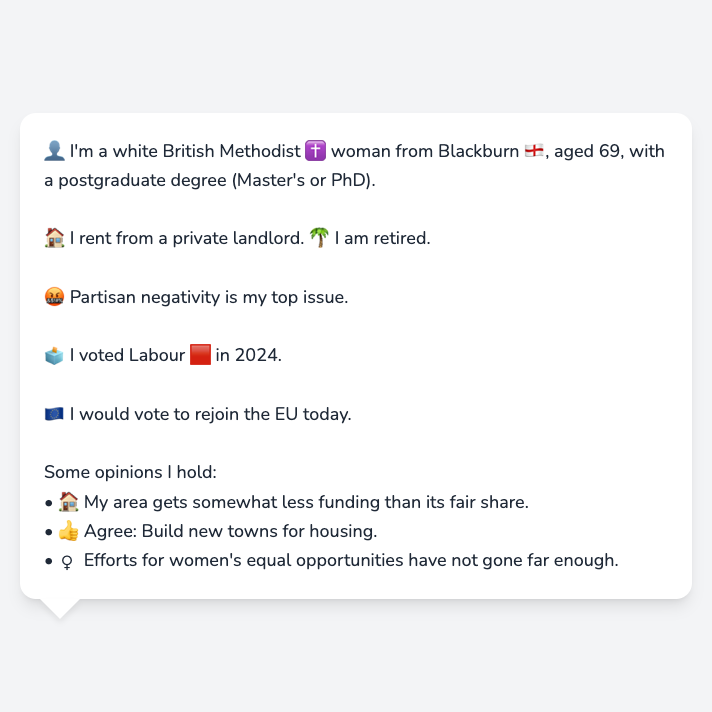 👤 I'm a white British Methodist ✝️ woman from Blackburn 🏴󠁧󠁢󠁥󠁮󠁧󠁿, aged 69, with
a postgraduate degree (Master's or PhD).
🏠 I rent from a private landlord. 🌴 I am retired.
🤬 Partisan negativity is my top issue.
🗳️ I voted Labour 🟥 in 2024.
🇪🇺 I would vote to rejoin the EU today.
Some opinions I hold:
• 🏠 My area gets somewhat less funding than its fair share.
• 👍 Agree: Build new towns for housing.
• ♀ Efforts for women's equal opportunities have not gone far enough.